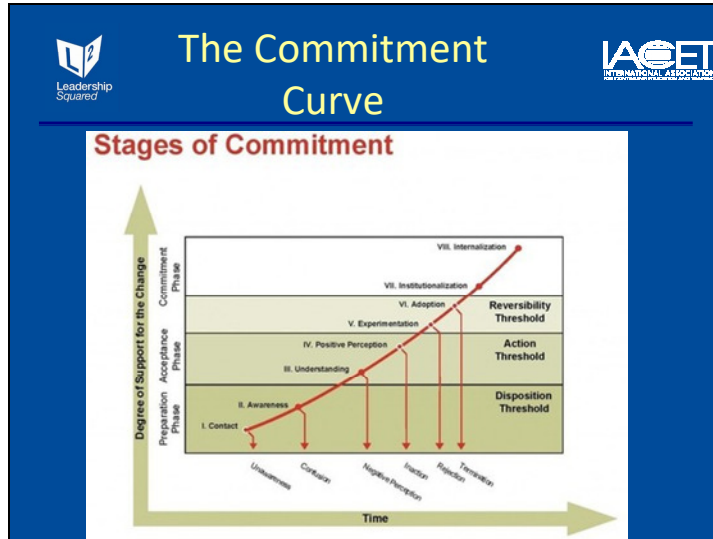 L2
Leadership
Squared
The Commitment
Curve
IACET
INTERNATIONAL ASSOCIATION
Stages of Commitment
Degree of Support for the Change
Commitment
Phase
Acceptance
Phase
Preparation
Phase
VIII. Internalization
VII. Institutionalization
VI. Adoption
Reversibility
Threshold
V. Experimentation
IV. Positive Perception
Action
Threshold
III. Understanding
Disposition
Threshold
II. Awareness
I. Contact
Unawareness
Confusion
Negative Perception
Inaction
Rejection
Termination
Time